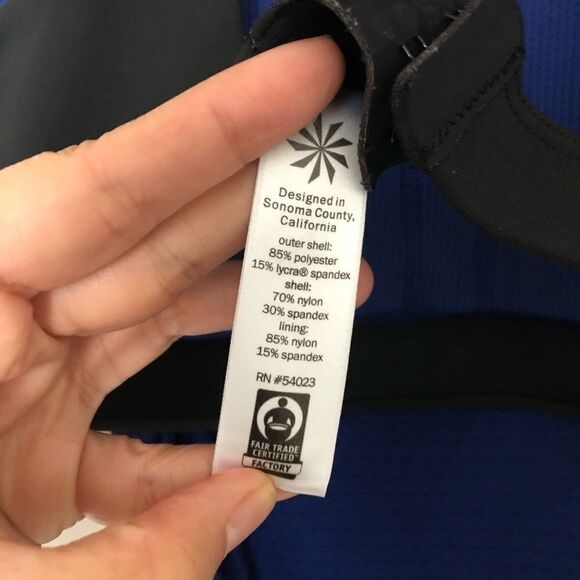 Designed in
Sonoma County,
California
outer shell:
85% polyester
15% lycra® spandex
shell:
70% nylon
30% spandex
lining:
85% nylon
15% spandex
RN #54023
FAIR TRADE
CERTIFIED
FACTORY